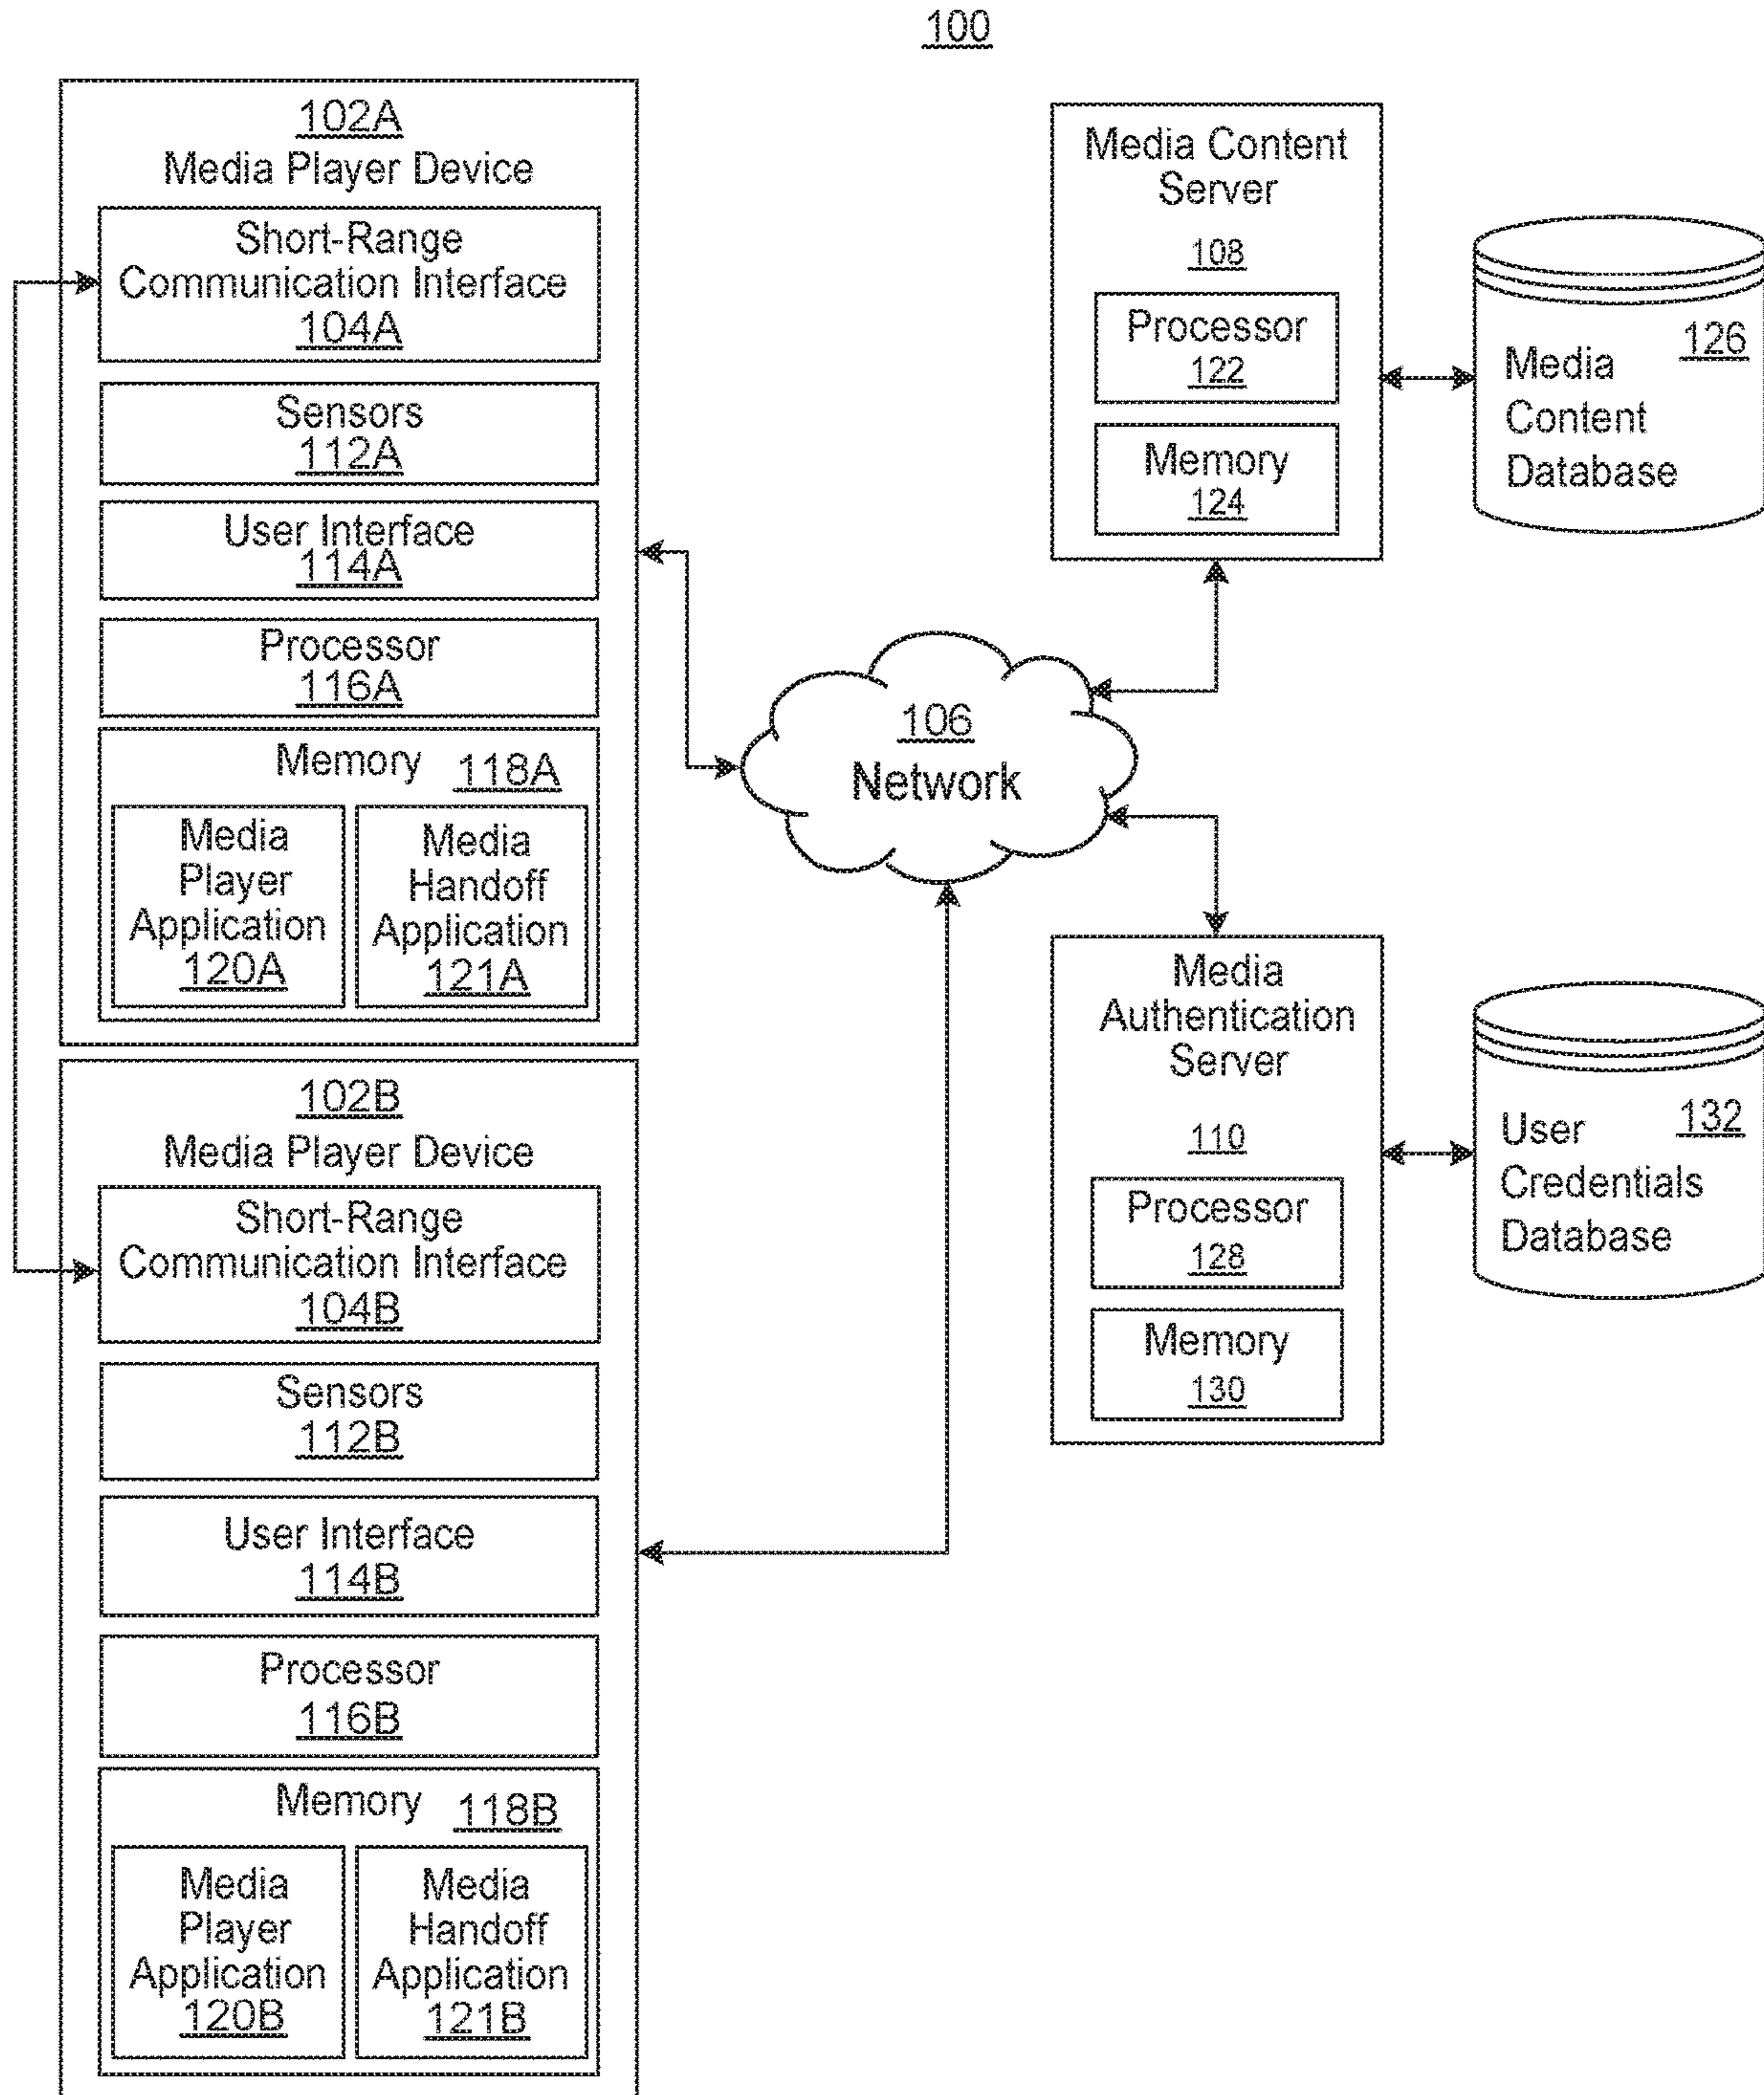 100
102A
Media Player Device
Short-Range
Communication Interface
104A
Sensors
112A
User Interface
114A
Processor
116A
Memory 118A
Media
Player
Application
120A
Media
Handoff
Application
121A
102B
Media Player Device
Short-Range
Communication Interface
104B
Sensors
112B
User Interface
114B
Processor
116B
Memory 118B
Media
Player
Application
120B
Media
Handoff
Application
121B
106
Network
Media Content
Server
108
Processor
122
Memory
124
126
Media
Content
Database
Media
Authentication
Server
110
Processor
128
Memory
130
132
User
Credentials
Database